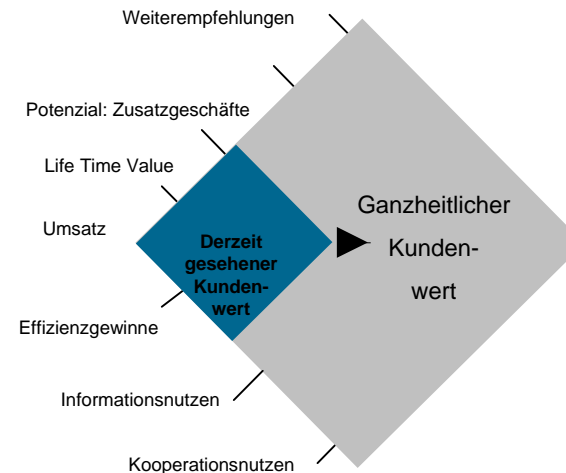 Weiterempfehlungen
Potenzial: Zusatzgeschäfte
Life Time Value
Umsatz
Effizienzgewinne
Informationsnutzen
Kooperationsnutzen
Derzeit
gesehener
Kunden-
wert
Ganzheitlicher
Kunden-
wert